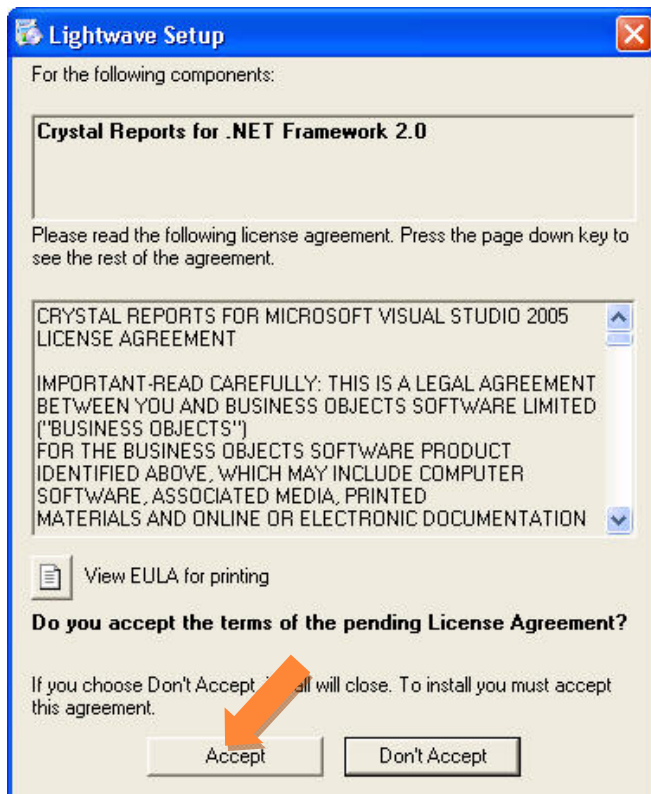 Lightwave Setup
For the following components:
Crystal Reports for .NET Framework 2.0
Please read the following license agreement. Press the page down key to
see the rest of the agreement.
CRYSTAL REPORTS FOR MICROSOFT VISUAL STUDIO 2005
LICENSE AGREEMENT
IMPORTANT-READ CAREFULLY: THIS IS A LEGAL AGREEMENT
BETWEEN YOU AND BUSINESS OBJECTS SOFTWARE LIMITED
("BUSINESS OBJECTS")
FOR THE BUSINESS OBJECTS SOFTWARE PRODUCT
IDENTIFIED ABOVE, WHICH MAY INCLUDE COMPUTER
SOFTWARE, ASSOCIATED MEDIA, PRINTED
MATERIALS AND ONLINE OR ELECTRONIC DOCUMENTATION
View EULA for printing
Do you accept the terms of the pending License Agreement?
If you choose Don't Accept, will close. To install you must accept
this agreement.
Accept
Don't Accept